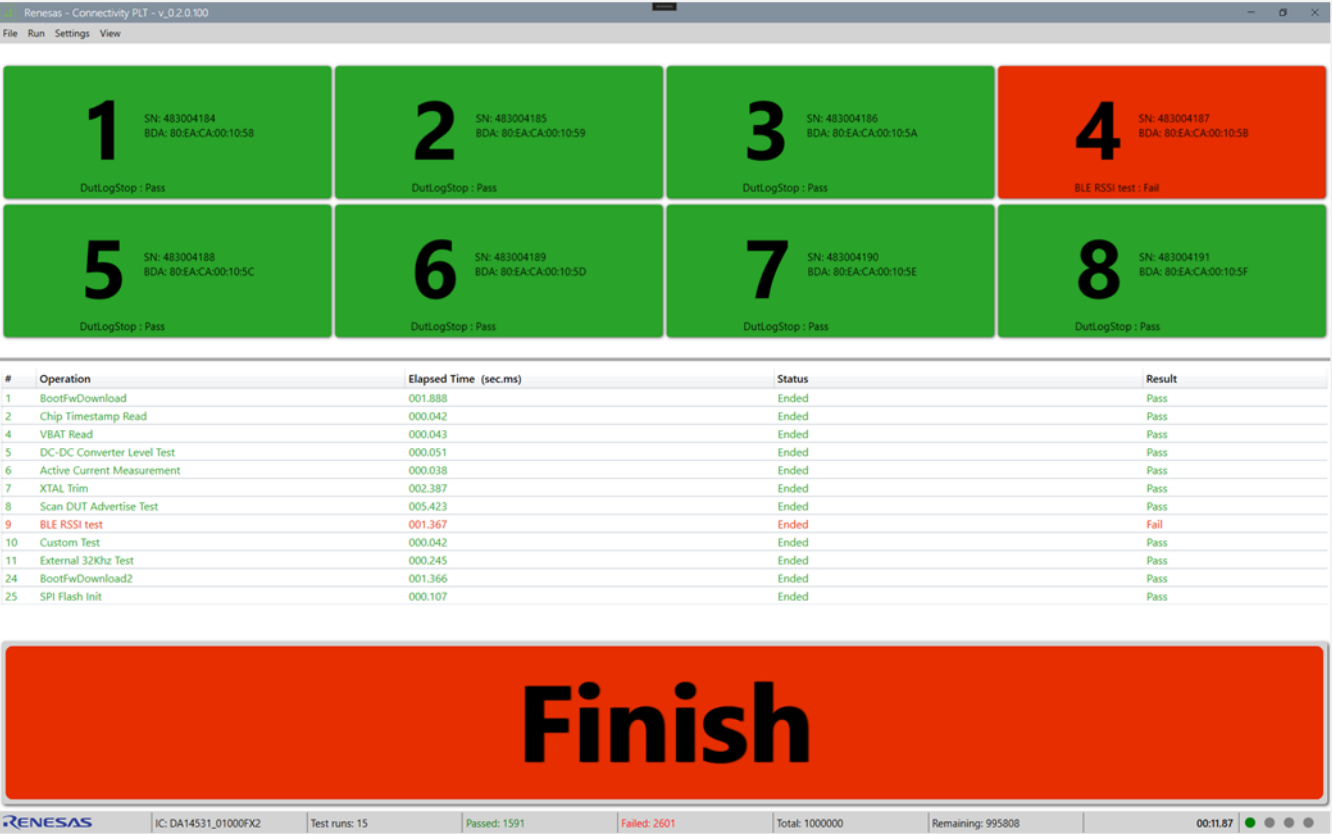 Renesas - Connectivity PLT - v_0.2.0.100
File Run Settings View
1 SN: 483004184
BDA: 80:EA:CA:00:10:58
DutLogStop : Pass
2 SN: 483004185
BDA: 80:EA:CA:00:10:59
DutLogStop : Pass
3 SN: 483004186
BDA: 80:EA:CA:00:10:5A
DutLogStop : Pass
4 SN: 483004187
BDA: 80:EA:CA:00:10:5B
BLE RSSI test : Fail
5 SN: 483004188
BDA: 80:EA:CA:00:10:5C
DutLogStop : Pass
6 SN: 483004189
BDA: 80:EA:CA:00:10:5D
DutLogStop : Pass
7 SN: 483004190
BDA: 80:EA:CA:00:10:5E
DutLogStop : Pass
8 SN: 483004191
BDA: 80:EA:CA:00:10:5F
DutLogStop : Pass
# Operation Elapsed Time (sec.ms) Status Result
1 BootFwDownload 001.888 Ended Pass
2 Chip Timestamp Read 000.042 Ended Pass
4 VBAT Read 000.043 Ended Pass
5 DC-DC Converter Level Test 000.051 Ended Pass
6 Active Current Measurement 000.038 Ended Pass
7 XTAL Trim 002.387 Ended Pass
8 Scan DUT Advertise Test 005.423 Ended Pass
9 BLE RSSI test 001.367 Ended Fail
10 Custom Test 000.042 Ended Pass
11 External 32Khz Test 000.245 Ended Pass
24 BootFwDownload2 001.366 Ended Pass
25 SPI Flash Init 000.107 Ended Pass
Finish
RENESAS IC: DA14531_01000FX2 Test runs: 15 Passed: 1591 Failed: 2601 Total: 1000000 Remaining: 995808 00:11.87